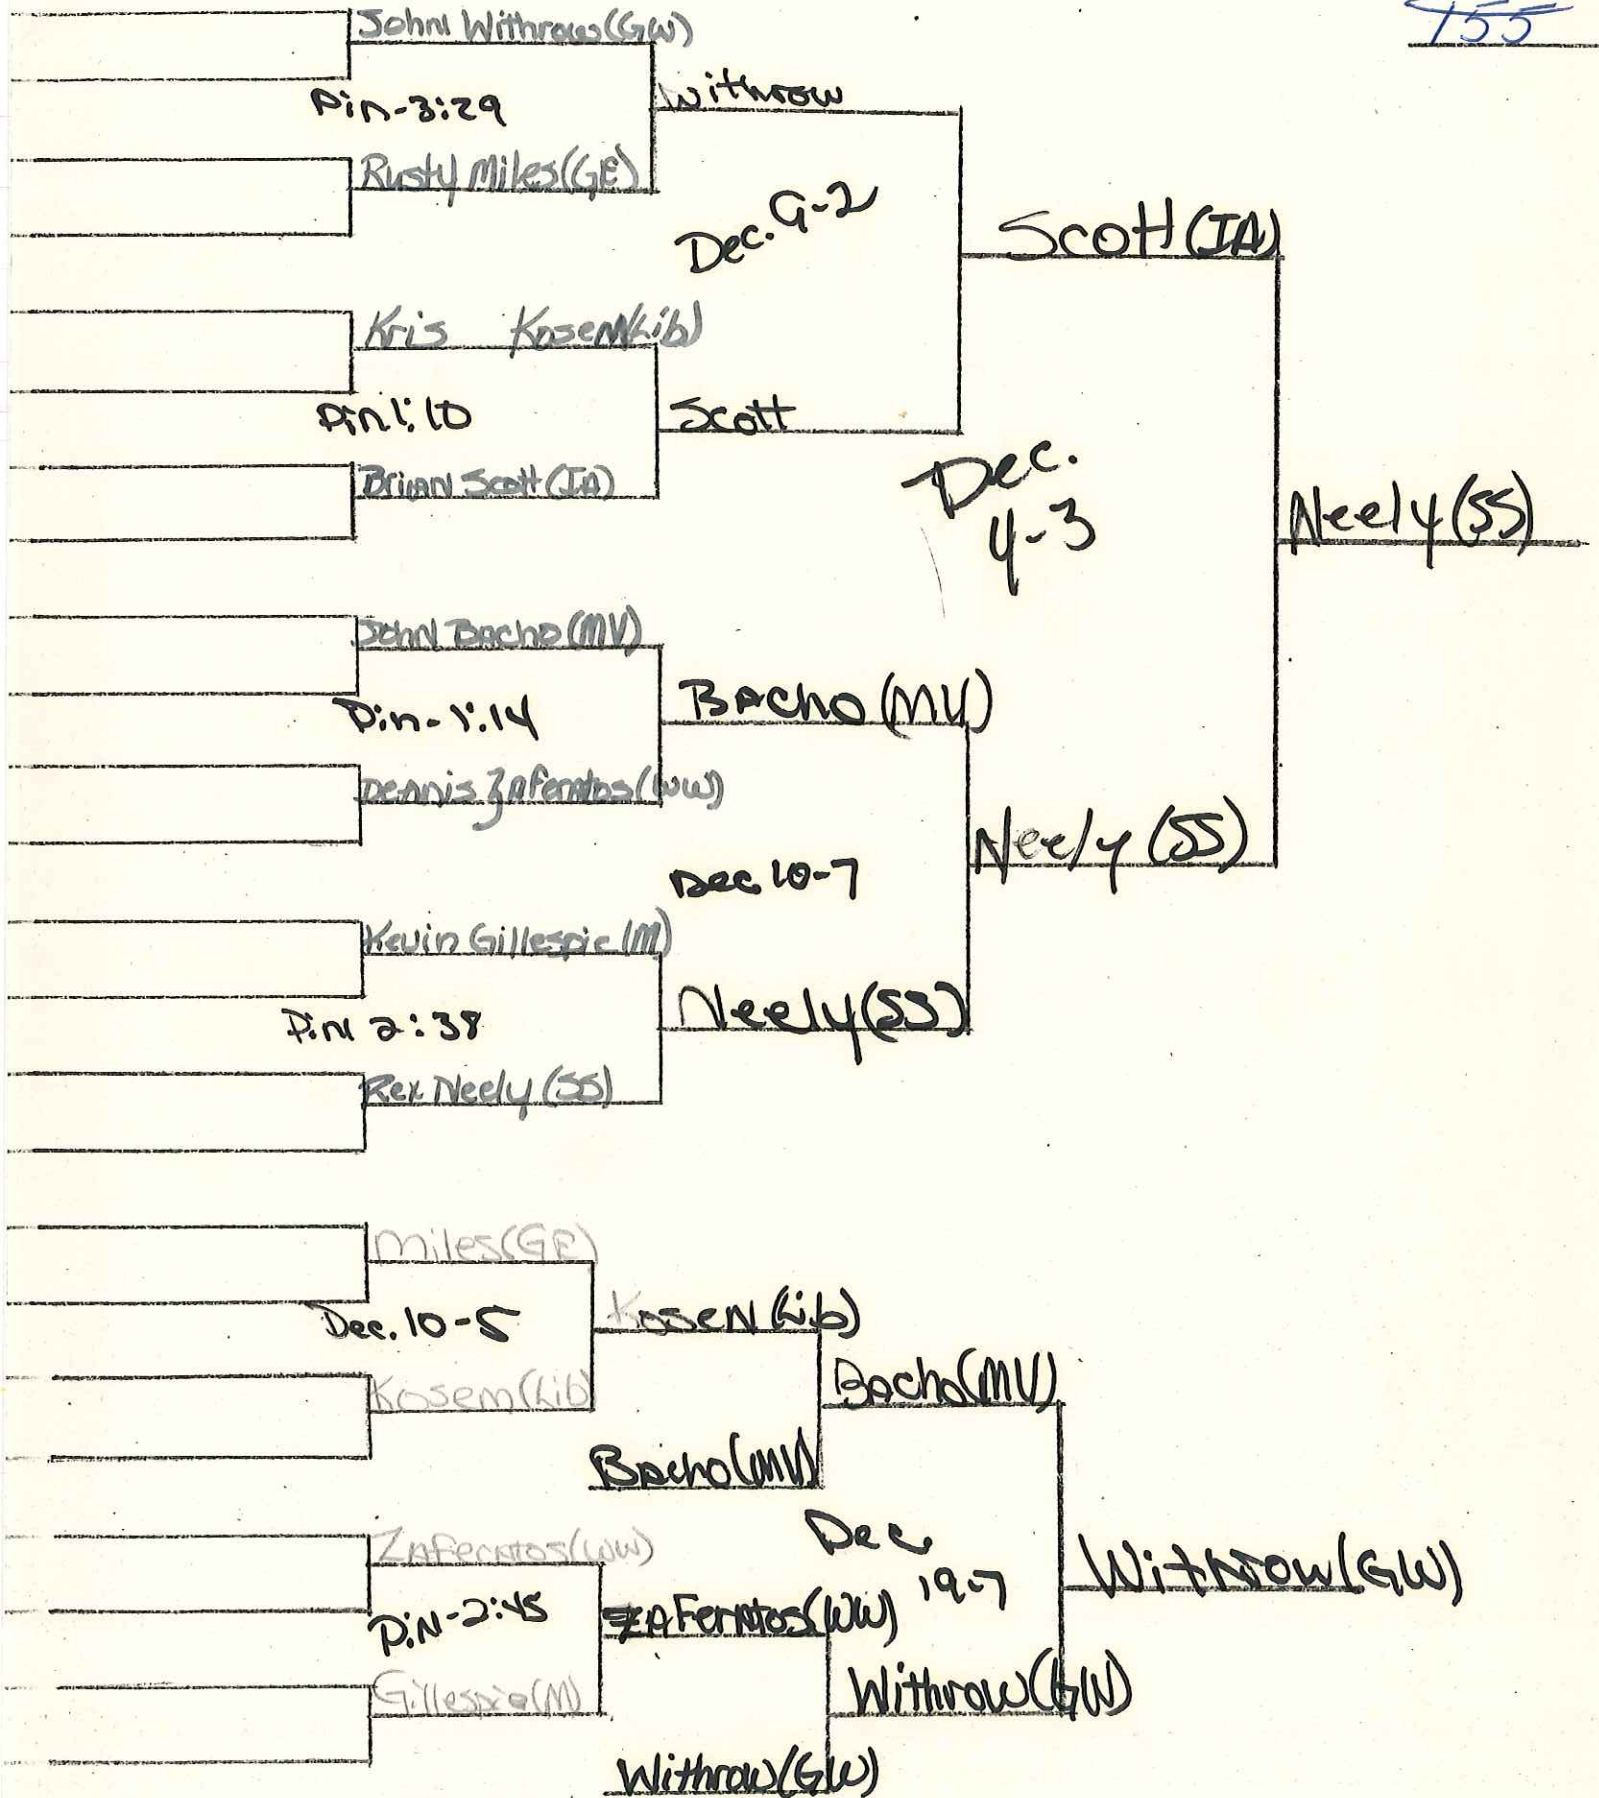 155
John Withrow (GW)
Pin-3:29
Withrow
Rusty Miles (GE)
Dec. 9-2
Scott (IA)
Kris Kosem (Lib)
Pin 1:10
Scott
Brian Scott (IA)
Dec.
4-3
Neely (SS)
John Bacho (MV)
Pin-1:14
Bacho (MV)
Dennis Zaferatos (WW)
Neely (SS)
Dec 10-7
Kevin Gillespie (M)
Pin 2:38
Neely (SS)
Rex Neely (SS)
Miles (GE)
Dec. 10-5
Kosen (Lib)
Kosem (Lib)
Bacho (MV)
Bacho (MV)
Zaferatos (WW)
Dec
19-7
Withrow (GW)
Pin-2:45
Zaferatos (WW)
Gillespie (M)
Withrow (GW)
Withrow (GW)